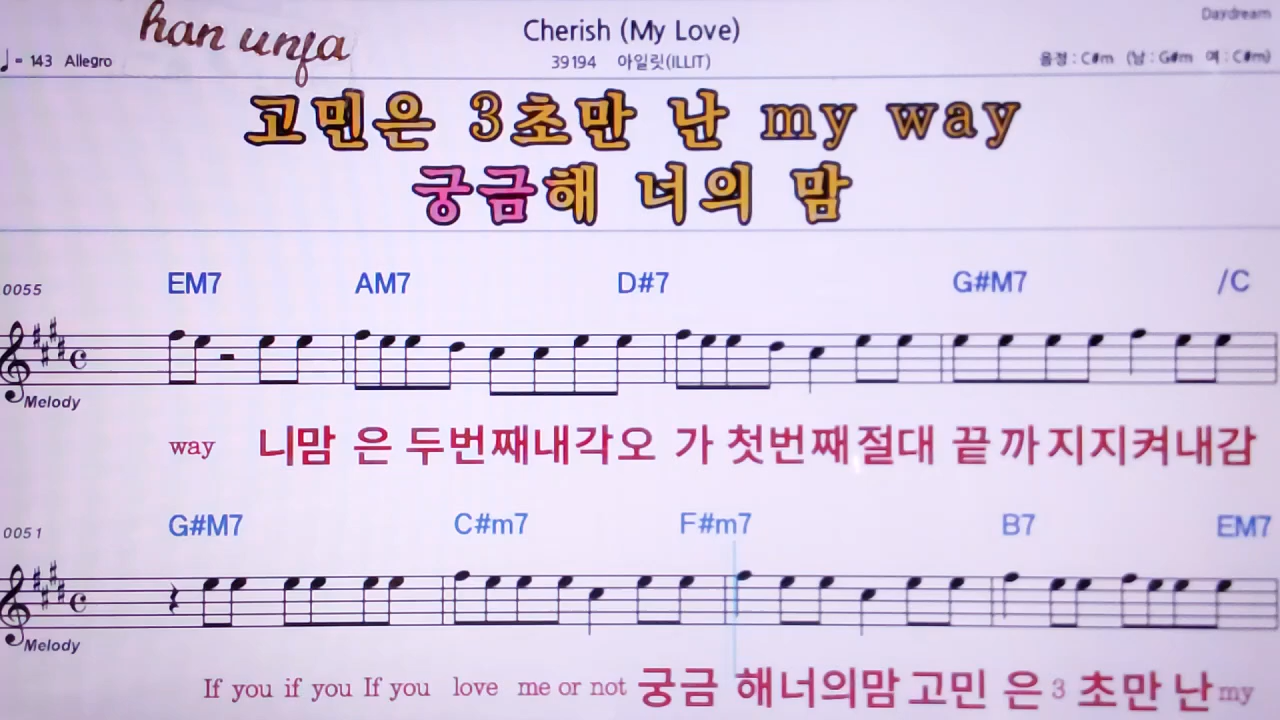 han unfa
Cherish (My Love)
Daydream
♩= 143 Allegro
39194 아일릿(ILLIT)
음정 : C#m (남 : G#m 여 : C#m)
고민은 3초만 난 my way
궁금해 너의 맘
0055 EM7 AM7 D#7 G#M7 /C
Melody
way 니맘 은 두번째내각오 가 첫번째절대 끝 까지지켜내감
0051 G#M7 C#m7 F#m7 B7 EM7
Melody
If you if you If you love me or not 궁금 해너의맘고민 은 3 초만난my